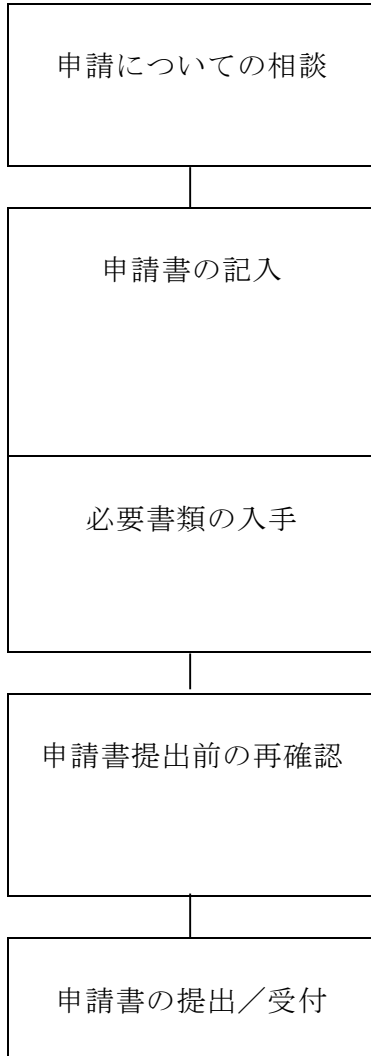 申請についての相談
申請書の記入
必要書類の入手
申請書提出前の再確認
申請書の提出／受付